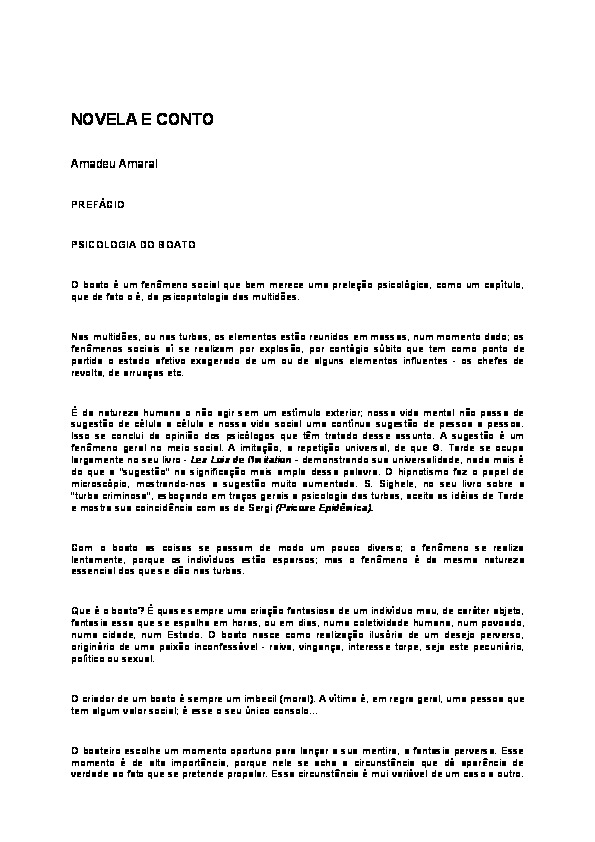 NOVELA E CONTO
Amadeu Amaral
PREFÁCIO
PSICOLOGIA DO BOATO
O boato é um fenômeno social que bem merece uma preleção psicológica, como um capítulo,
que de fato o é, da psicopatologia das multidões.
Nas multidões, ou nas turbas, os elementos estão reunidos em massas, num momento dado; os
fenômenos sociais aí se realizam por explosão, por contágio súbito que tem como ponto de
partida o estado afetivo exagerado de um ou de alguns elementos influentes - os chefes de
revolta, de arruaças etc.
É da natureza humana o não agir sem um estímulo exterior; nossa vida mental não passa de
sugestão de célula a célula e nossa vida social uma contínua sugestão de pessoa a pessoa.
Isso se conclui da opinião dos psicólogos que têm tratado desse assunto. A sugestão é um
fenômeno geral no meio social. A imitação, a repetição universal, de que G. Tarde se ocupa
largamente no seu livro - Lez Lois de l'Imitation - demonstrando sua universalidade, nada mais é
do que a "sugestão" na significação mais ampla dessa palavra. O hipnotismo faz o papel de
microscópio, mostrando-nos a sugestão muito aumentada. S. Sighele, no seu livro sobre a
"turba criminosa", esboçando em traços gerais a psicologia das turbas, aceita as idéias de Tarde
e mostra sua coincidência com as de Sergi (Psicoze Epidêmica).
Com o boato as coisas se passam de modo um pouco diverso; o fenômeno se realiza
lentamente, porque os indivíduos estão esparsos; mas o fenômeno é da mesma natureza
essencial dos que se dão nas turbas.
Que é o boato? É quase sempre uma criação fantasiosa de um indivíduo mau, de caráter abjeto,
fantasia essa que se espalha em horas, ou em dias, numa coletividade humana, num povoado,
numa cidade, num Estado. O boato nasce como realização ilusória de um desejo perverso,
originário de uma paixão inconfessável - raiva, vingança, interesse torpe, seja este pecuniário,
político ou sexual.
O criador de um boato é sempre um imbecil (moral). A vítima é, em regra geral, uma pessoa que
tem algum valor social; é esse o seu único consolo...
O boateiro escolhe um momento oportuno para lançar a sua mentira, a fantasia perversa. Esse
momento é de alta importância, porque nele se acha a circunstância que dá aparência de
verdade ao fato que se pretende propalar. Essa circunstância é mui variável de um caso a outro.